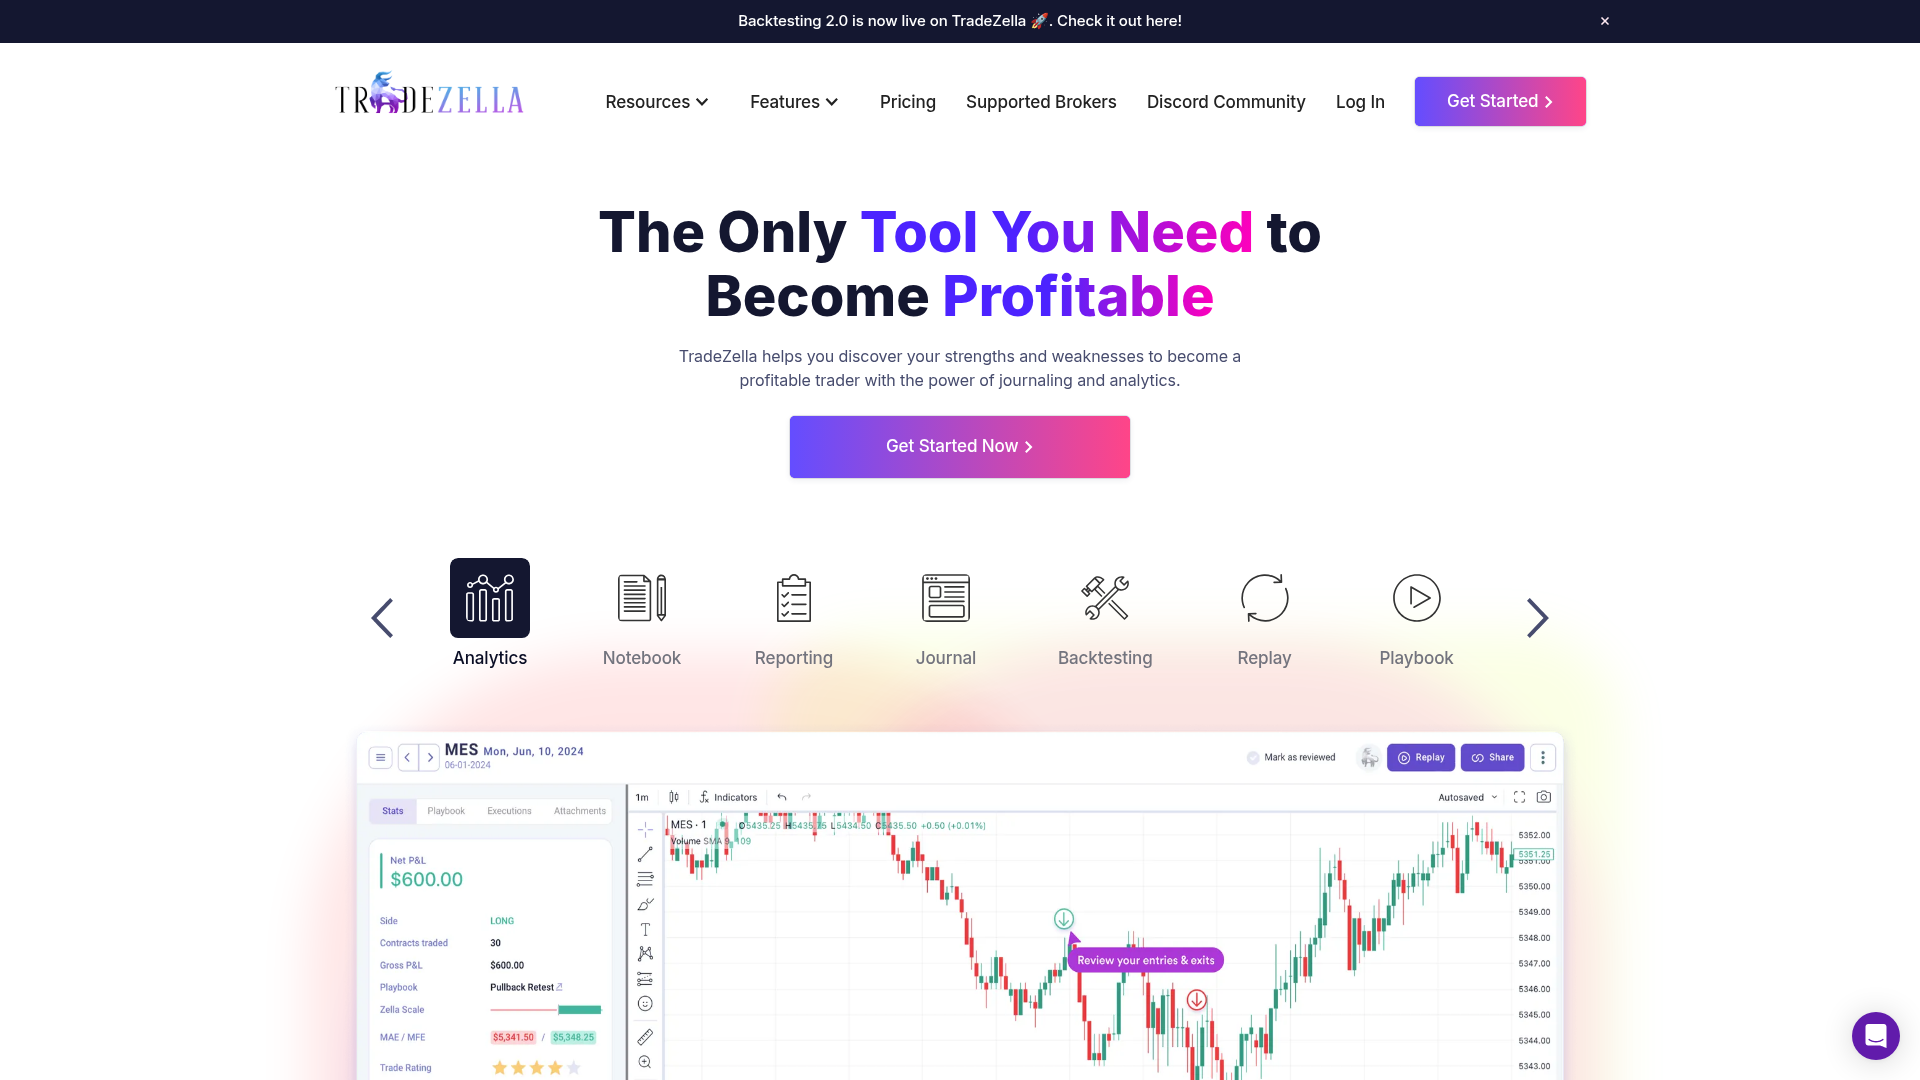 Backtesting 2.0 is now live on TradeZella 🚀. Check it out here!
TRADEZELLA
Resources
Features
Pricing
Supported Brokers
Discord Community
Log In
Get Started
The Only Tool You Need to
Become Profitable
TradeZella helps you discover your strengths and weaknesses to become a
profitable trader with the power of journaling and analytics.
Get Started Now
Analytics
Notebook
Reporting
Journal
Backtesting
Replay
Playbook
MES Mon, Jun, 10, 2024
06-01-2024
Mark as reviewed
Replay
Share
Stats
Playbook
Executions
Attachments
1m
Indicators
Autosaved
MES · 1 O5435.25 H5435.75 L5434.50 C5435.50 +0.50 (+0.01%)
Volume SMA 9 109
Net P&L
$600.00
Side LONG
Contracts traded 30
Gross P&L $600.00
Playbook Pullback Retest
Zella Scale
MAE / MFE $5,341.50 / $5,348.25
Trade Rating
Review your entries & exits
5352.00
5351.25
5351.00
5350.00
5349.00
5348.00
5347.00
5346.00
5345.00
5344.00
5343.00